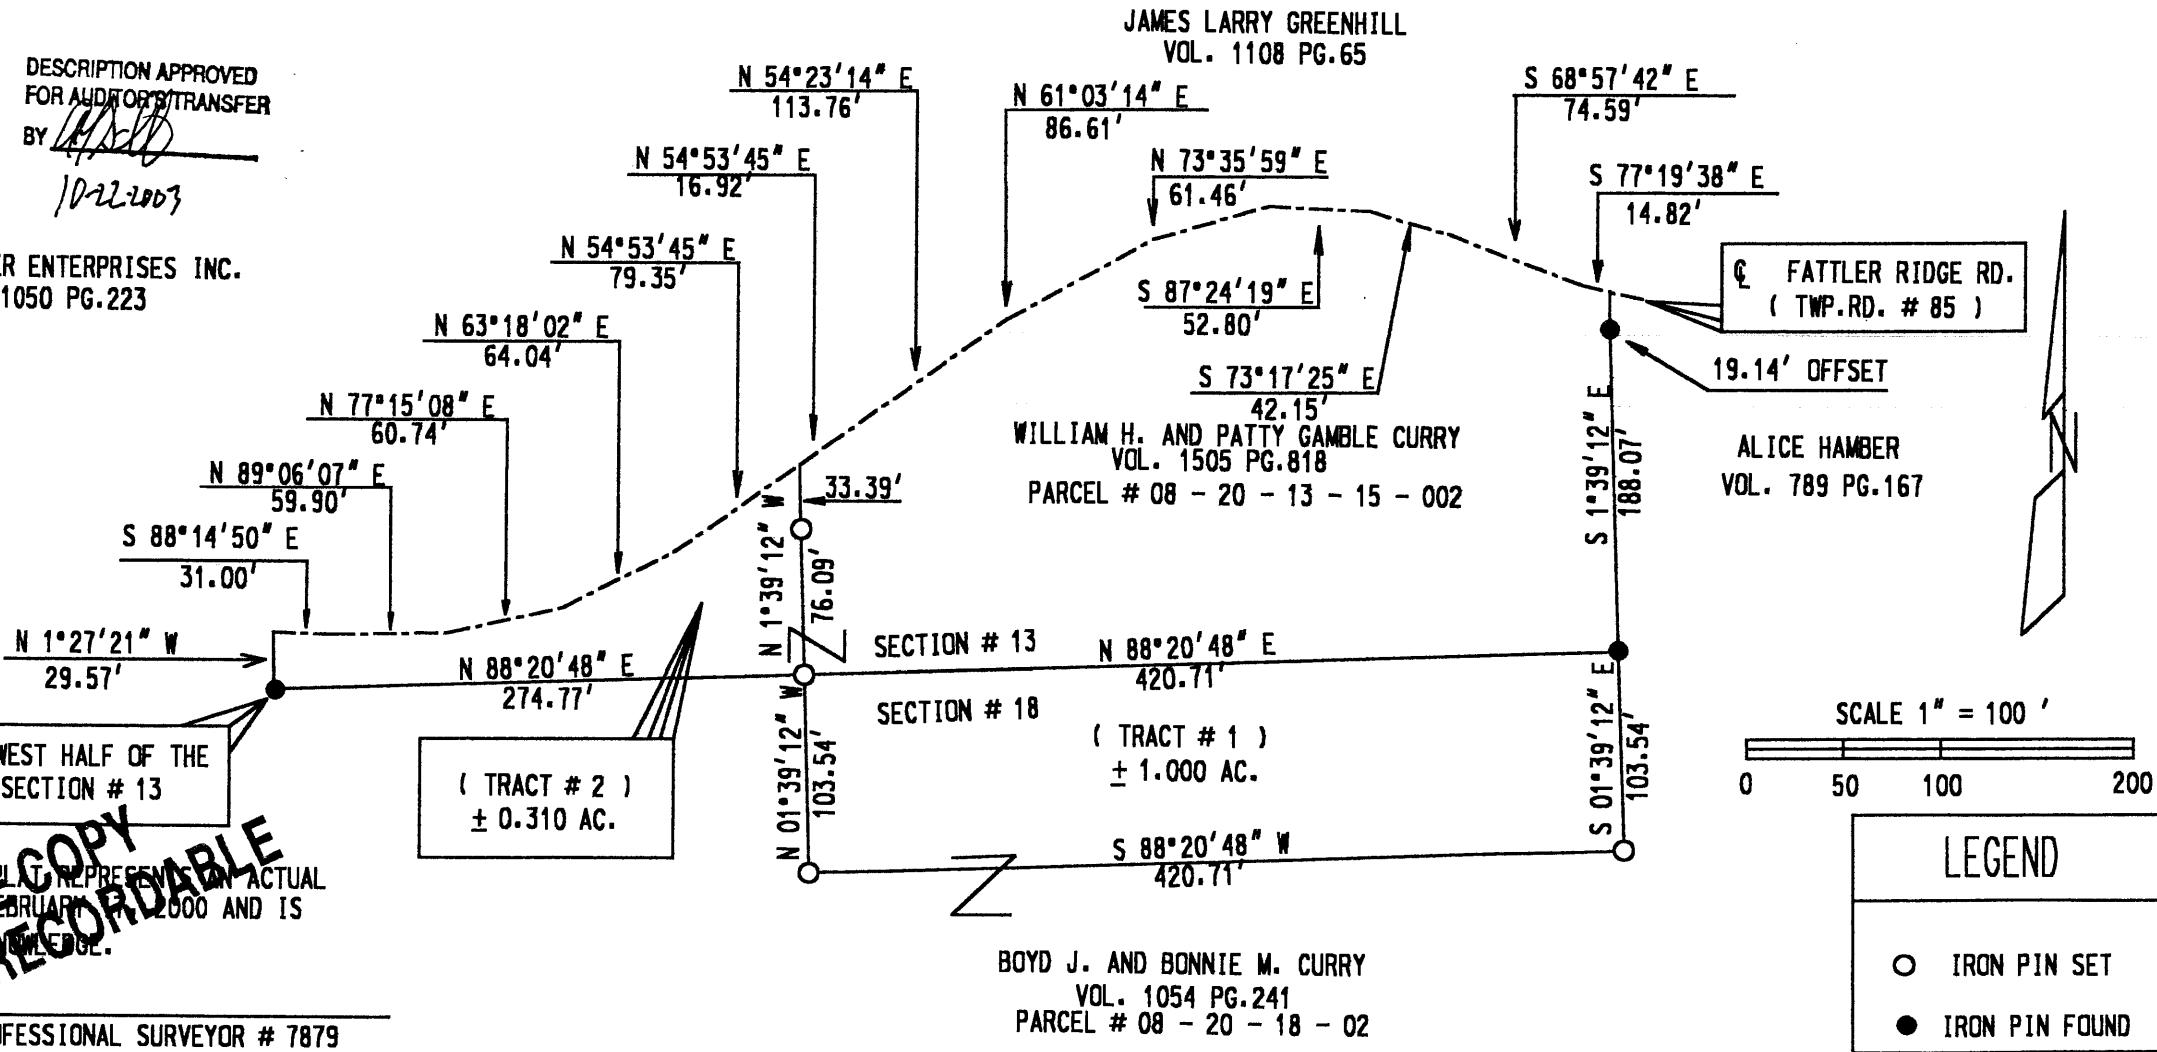 JAMES LARRY GREENHILL
VOL. 1108 PG.65
DESCRIPTION APPROVED
FOR AUDITOR'S TRANSFER
BY
10-22-2003
ER ENTERPRISES INC.
1050 PG.223
N 54°23'14" E
113.76'
N 61°03'14" E
86.61'
S 68°57'42" E
74.59'
N 54°53'45" E
16.92'
N 73°35'59" E
61.46'
S 77°19'38" E
14.82'
N 54°53'45" E
79.35'
S 87°24'19" E
52.80'
℄ FATTLER RIDGE RD.
( TWP.RD. # 85 )
N 63°18'02" E
64.04'
S 73°17'25" E
42.15'
19.14' OFFSET
N 77°15'08" E
60.74'
WILLIAM H. AND PATTY GAMBLE CURRY
VOL. 1505 PG.818
PARCEL # 08 - 20 - 13 - 15 - 002
ALICE HAMBER
VOL. 789 PG.167
N
N 89°06'07" E
59.90'
33.39'
S 1°39'12" E
188.07'
S 88°14'50" E
31.00'
N 1°39'12" W
76.09'
N 1°27'21" W
29.57'
N 88°20'48" E
274.77'
SECTION # 13
N 88°20'48" E
420.71'
SECTION # 18
WEST HALF OF THE
SECTION # 13
( TRACT # 2 )
± 0.310 AC.
N 01°39'12" W
103.54'
( TRACT # 1 )
± 1.000 AC.
S 01°39'12" E
103.54'
SCALE 1" = 100 '
0 50 100 200
S 88°20'48" W
420.71'
COPY
RECORDABLE
PLAT REPRESENTS AN ACTUAL
FEBRUARY 2000 AND IS
KNOWLEDGE.
LEGEND
IRON PIN SET
IRON PIN FOUND
BOYD J. AND BONNIE M. CURRY
VOL. 1054 PG.241
PARCEL # 08 - 20 - 18 - 02
OFESSIONAL SURVEYOR # 7879